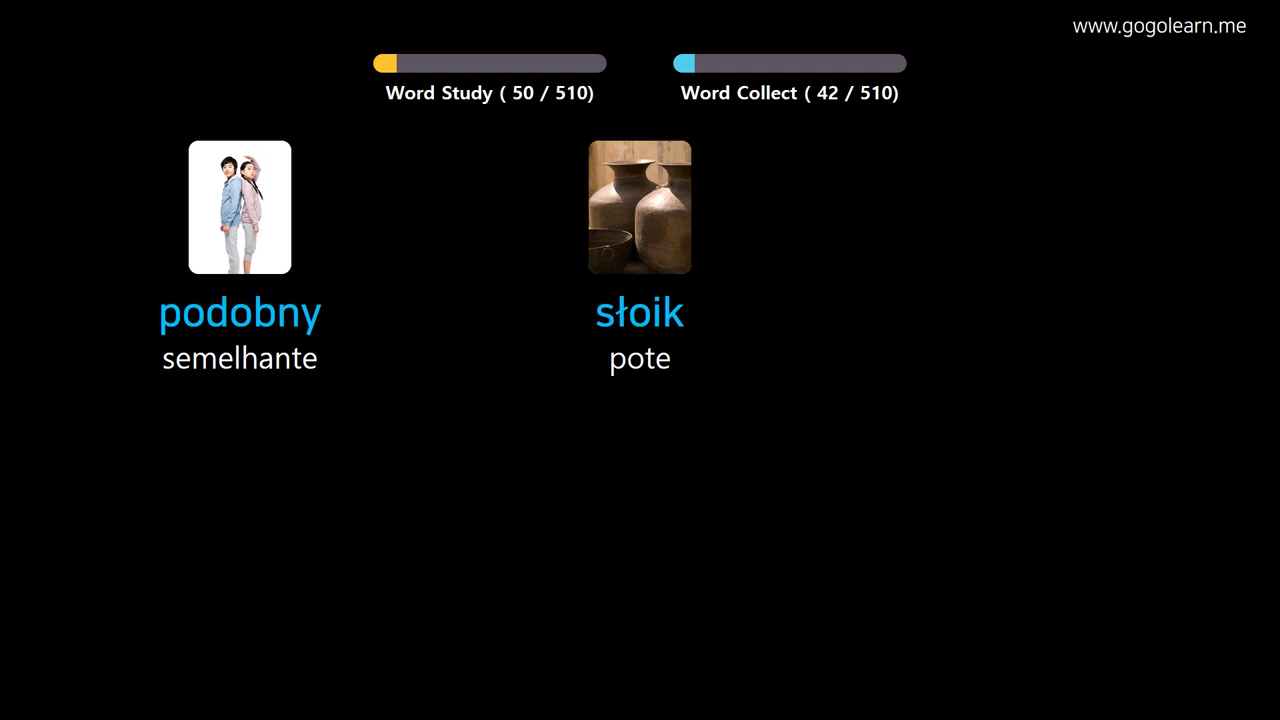 www.gogolearn.me
Word Study ( 50 / 510)
Word Collect ( 42 / 510)
podobny
semelhante
słoik
pote